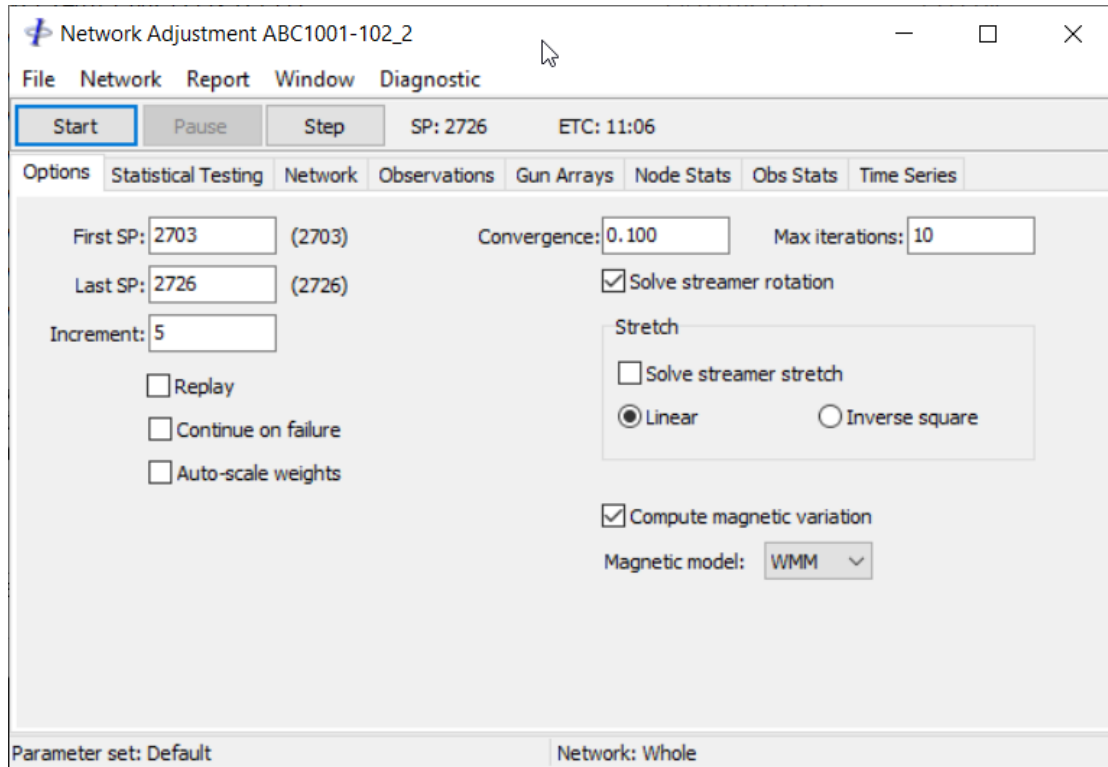 Network Adjustment ABC1001-102_2
File Network Report Window Diagnostic
Start Pause Step SP: 2726 ETC: 11:06
Options Statistical Testing Network Observations Gun Arrays Node Stats Obs Stats Time Series
First SP: 2703 (2703) Convergence: 0.100 Max iterations: 10
Last SP: 2726 (2726) Solve streamer rotation
Increment: 5
Stretch
Replay Solve streamer stretch
Continue on failure Linear Inverse square
Auto-scale weights
Compute magnetic variation
Magnetic model: WMM
Parameter set: Default Network: Whole